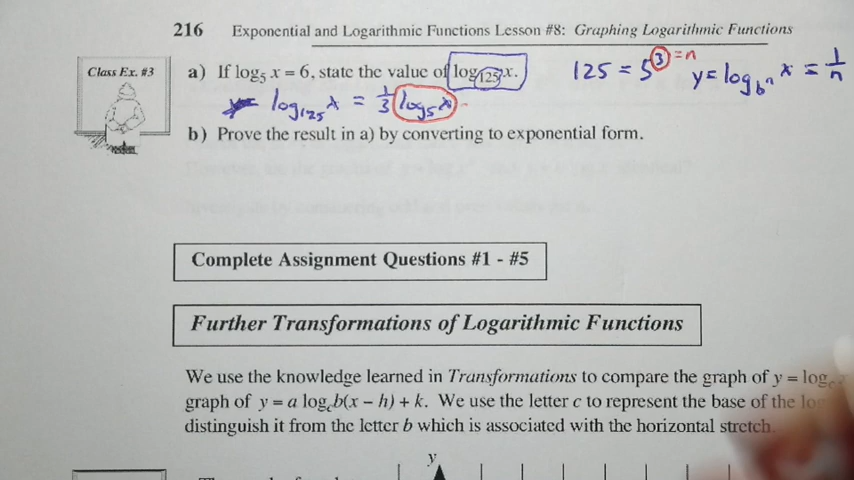 216 Exponential and Logarithmic Functions Lesson #8: Graphing Logarithmic Functions
Class Ex. #3
a) If log₅ x = 6, state the value of log₁₂₅ x.
125 = 5³ = n
y = log_bⁿ x = 1/n
log₁₂₅ x = 1/3 log₅ x
b) Prove the result in a) by converting to exponential form.
Complete Assignment Questions #1 - #5
Further Transformations of Logarithmic Functions
We use the knowledge learned in Transformations to compare the graph of y = log
graph of y = a log_c b(x − h) + k. We use the letter c to represent the base of the log
distinguish it from the letter b which is associated with the horizontal stretch.
y